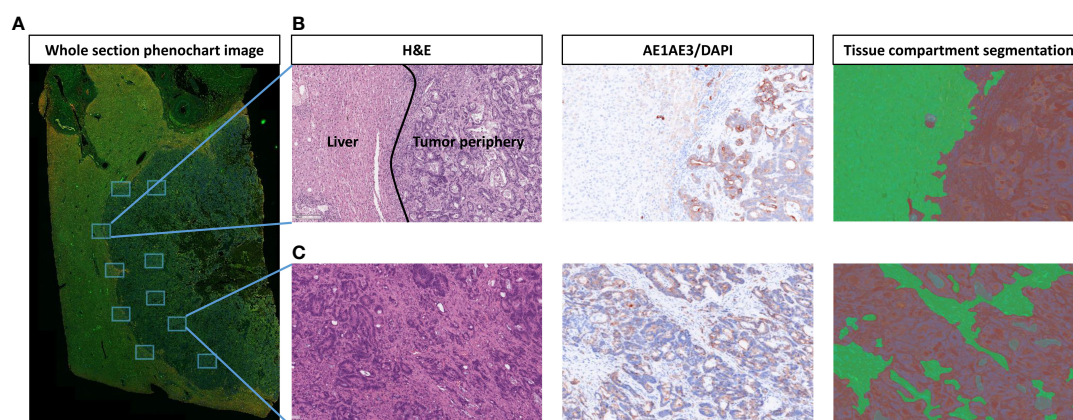 A
B
Whole section phenochart image
H&E
AE1AE3/DAPI
Tissue compartment segmentation
Liver
Tumor periphery
C